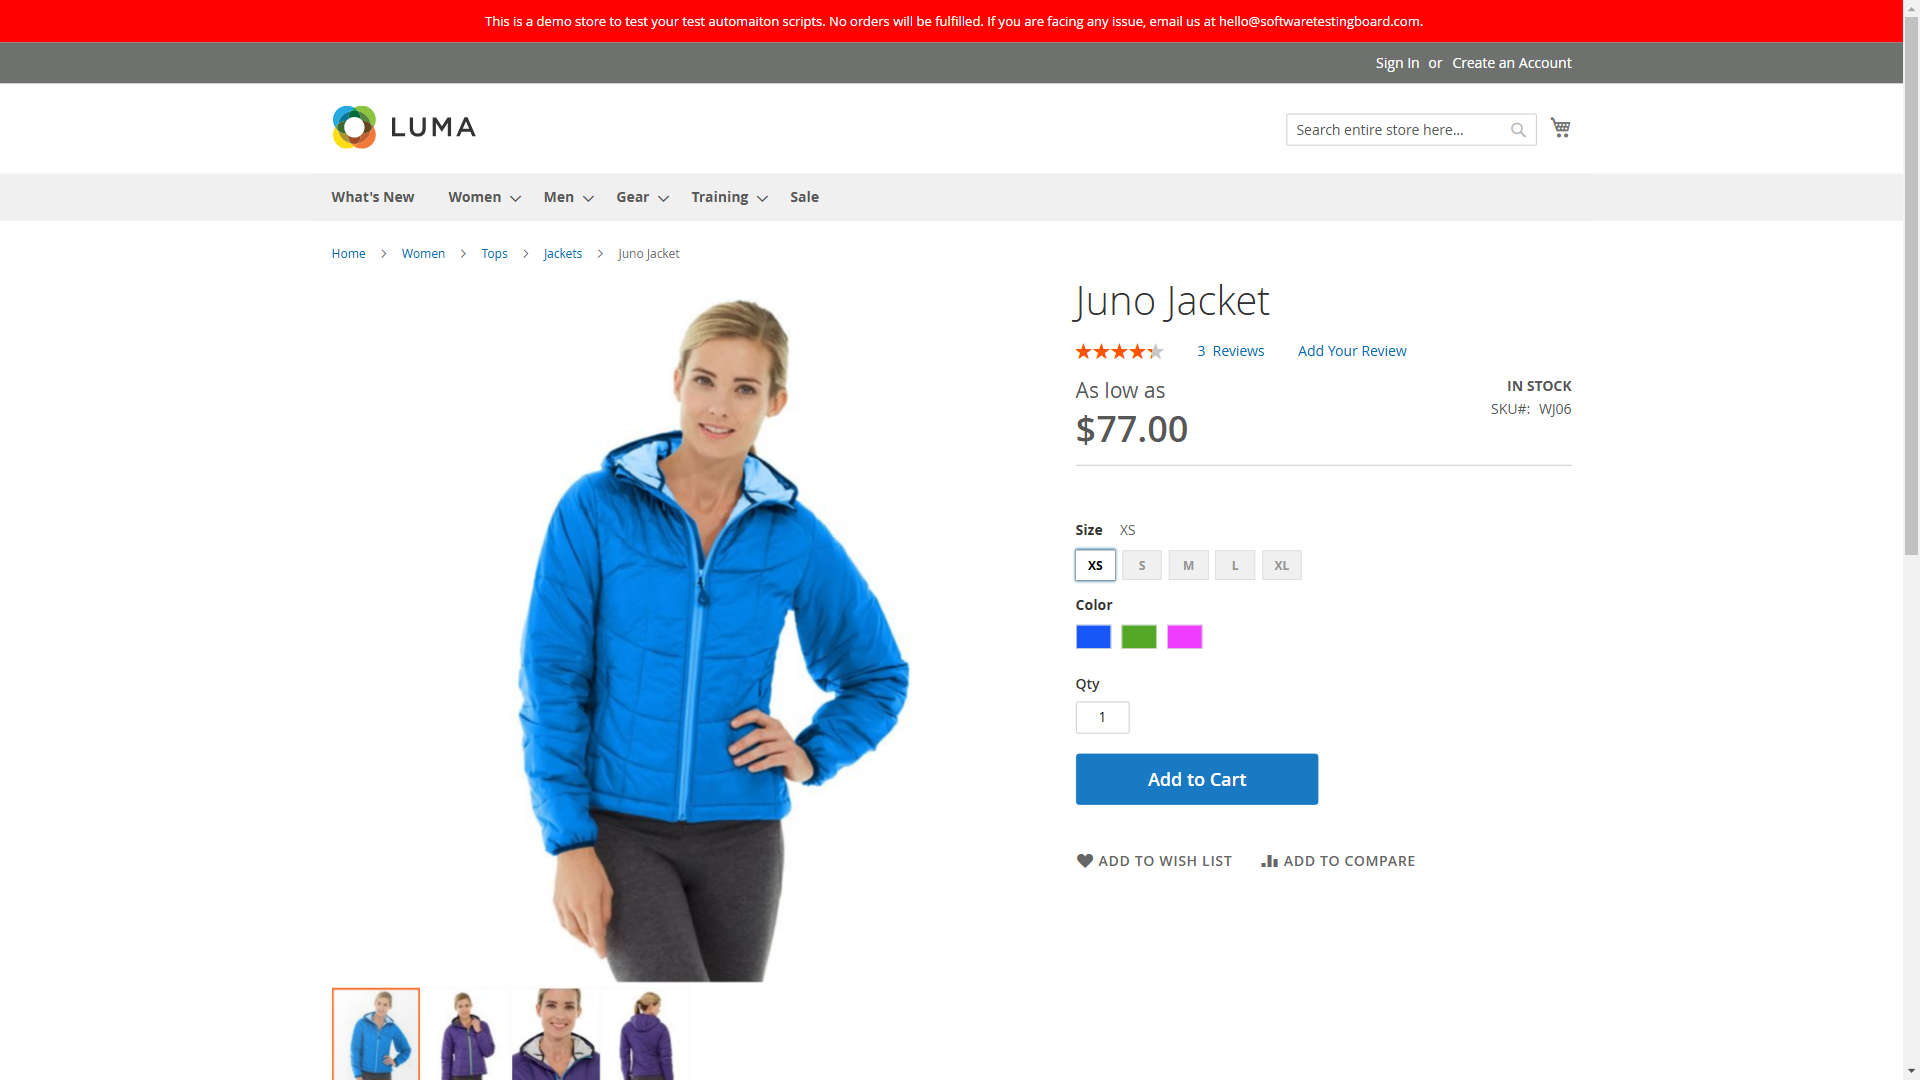 This is a demo store to test your test automaiton scripts. No orders will be fulfilled. If you are facing any issue, email us at hello@softwaretestingboard.com.
Sign In or Create an Account
LUMA
Search entire store here...
What's New Women Men Gear Training Sale
Home Women Tops Jackets Juno Jacket
Juno Jacket
3 Reviews Add Your Review
As low as
$77.00
IN STOCK
SKU#: WJ06
Size XS
XS S M L XL
Color
Qty
1
Add to Cart
ADD TO WISH LIST ADD TO COMPARE